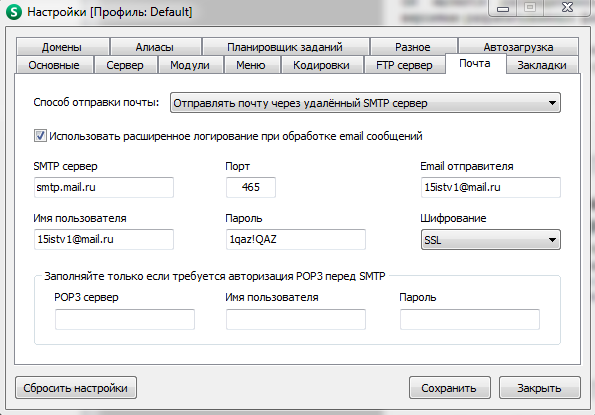 Настройки [Профиль: Default]
Домены Алиасы Планировщик заданий Разное Автозагрузка
Основные Сервер Модули Меню Кодировки FTP сервер Почта Закладки
Способ отправки почты: Отправлять почту через удалённый SMTP сервер
Использовать расширенное логирование при обработке email сообщений
SMTP сервер Порт Email отправителя
smtp.mail.ru 465 15istv1@mail.ru
Имя пользователя Пароль Шифрование
15istv1@mail.ru 1qaz!QAZ SSL
Заполняйте только если требуется авторизация POP3 перед SMTP
POP3 сервер Имя пользователя Пароль
Сбросить настройки Сохранить Закрыть